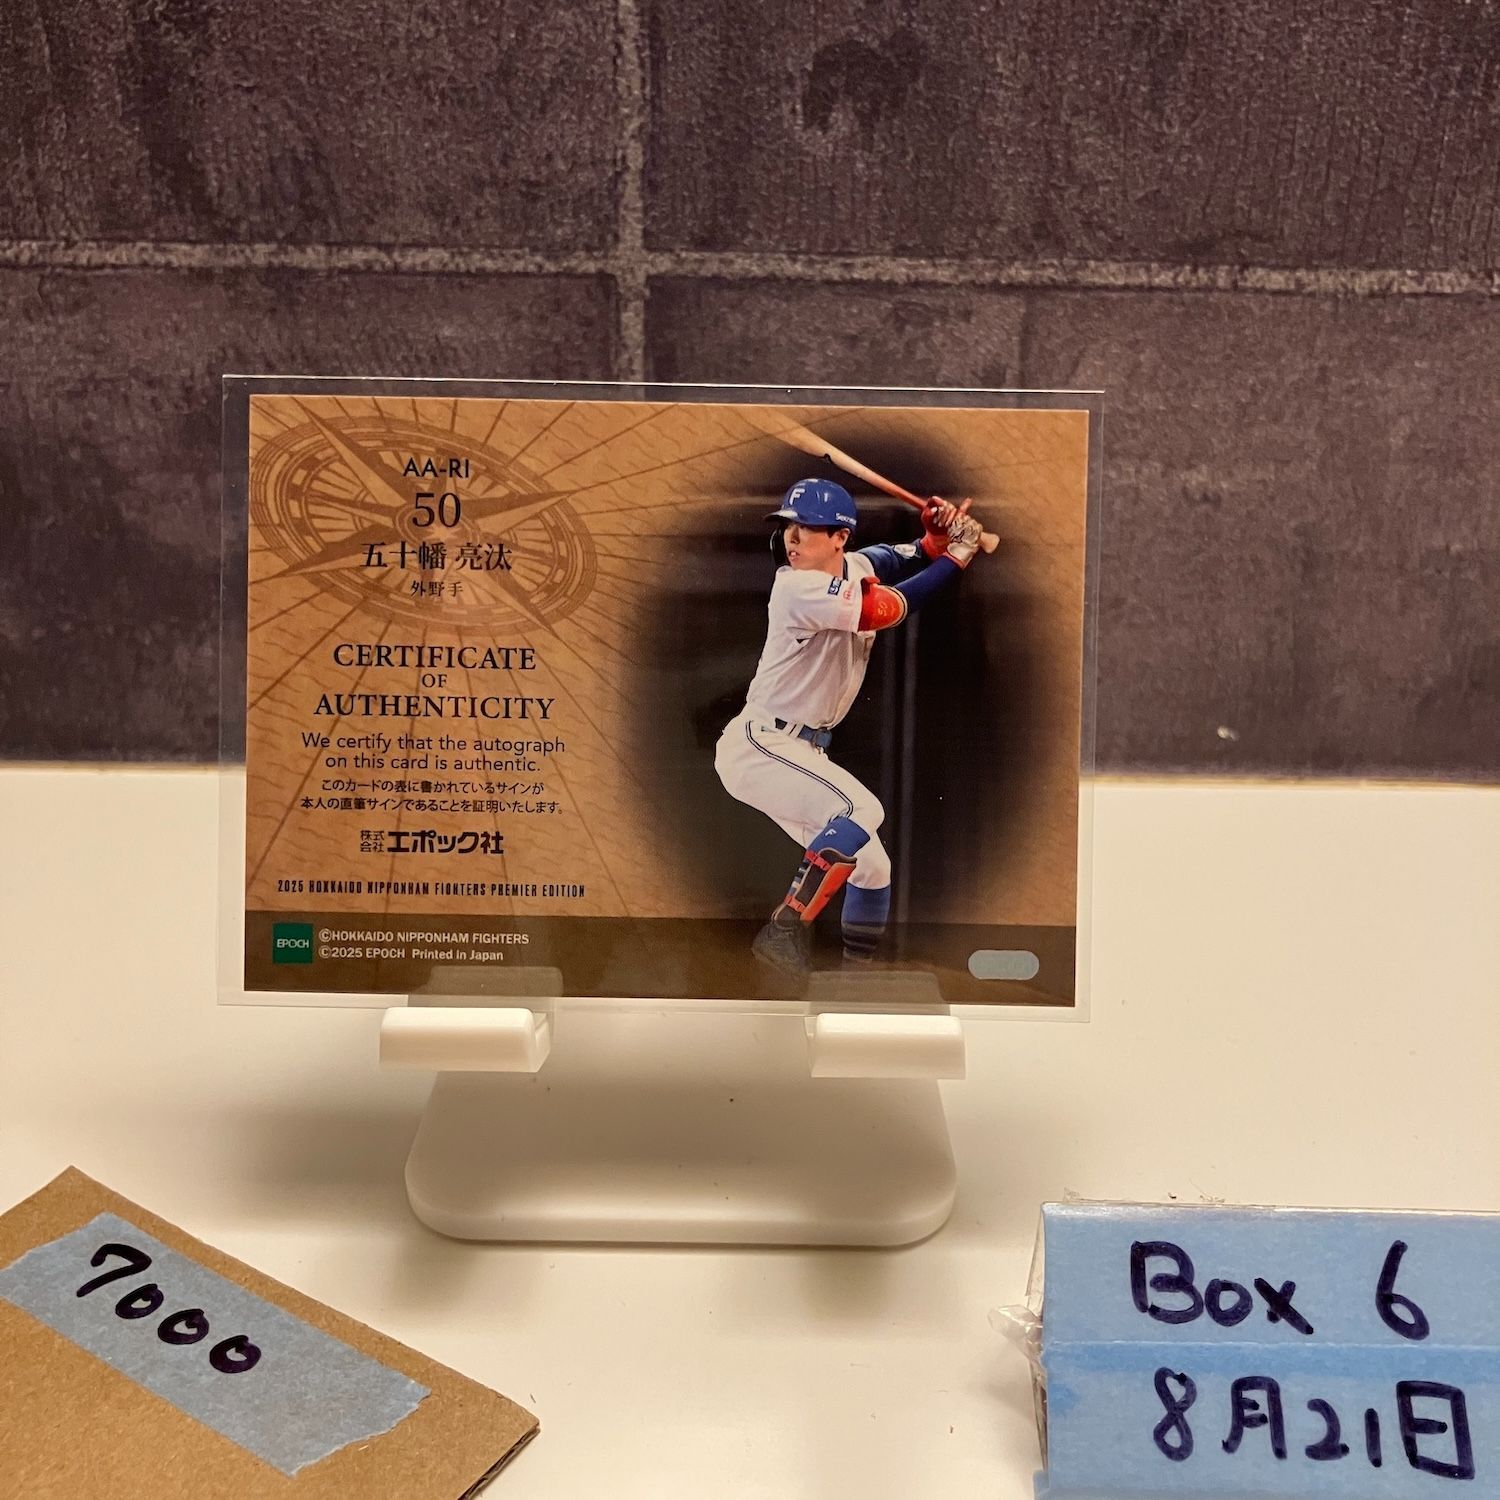 AA-RI
50
五十幡 亮汰
外野手
CERTIFICATE
OF
AUTHENTICITY
We certify that the autograph
on this card is authentic.
このカードの表に書かれているサインが
本人の直筆サインであることを証明いたします。
株式会社 エポック社
2025 HOKKAIDO NIPPONHAM FIGHTERS PREMIER EDITION
EPOCH
©HOKKAIDO NIPPONHAM FIGHTERS
©2025 EPOCH Printed in Japan
F
50
F
7000
Box 6
8月21日